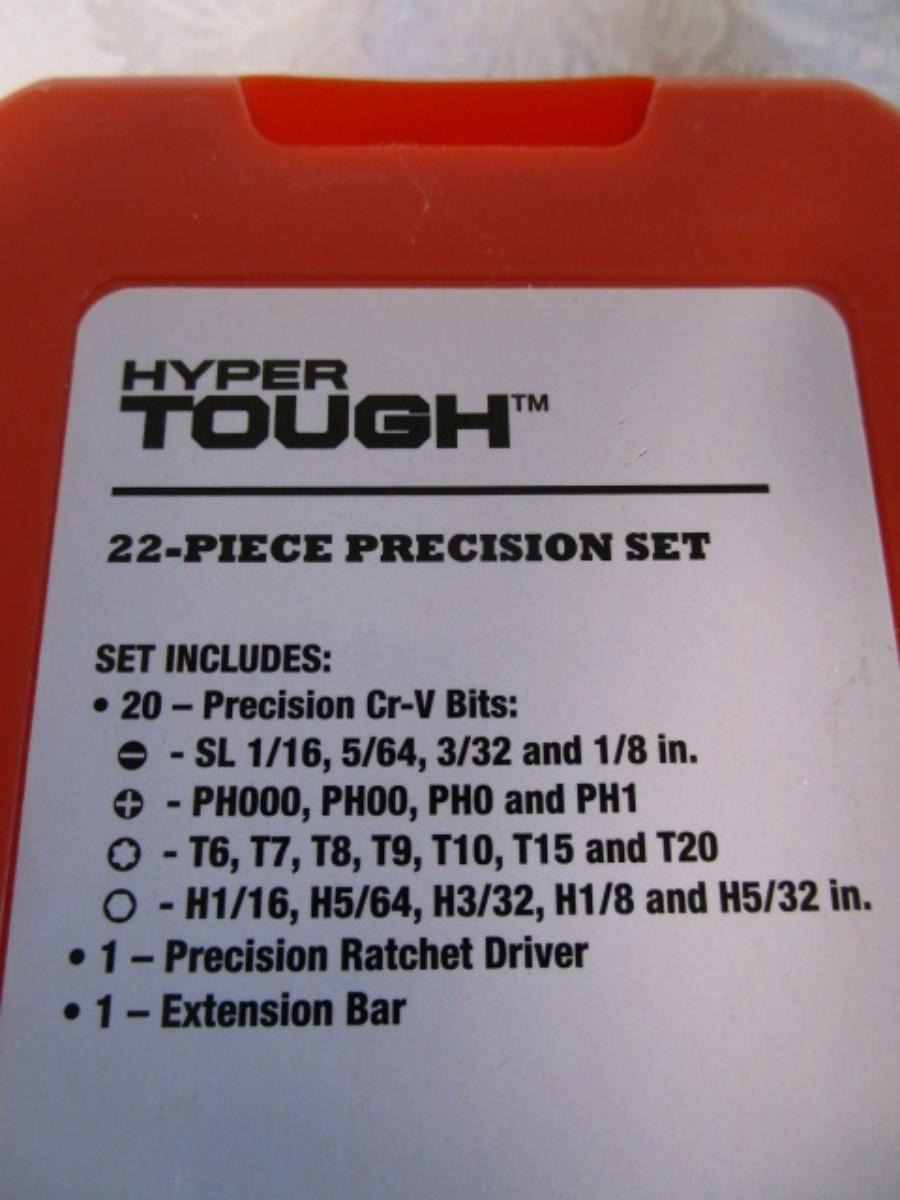 HYPER
TOUGH™
22-PIECE PRECISION SET
SET INCLUDES:
• 20 – Precision Cr-V Bits:
- SL 1/16, 5/64, 3/32 and 1/8 in.
- PH000, PH00, PH0 and PH1
- T6, T7, T8, T9, T10, T15 and T20
- H1/16, H5/64, H3/32, H1/8 and H5/32 in.
• 1 – Precision Ratchet Driver
• 1 – Extension Bar